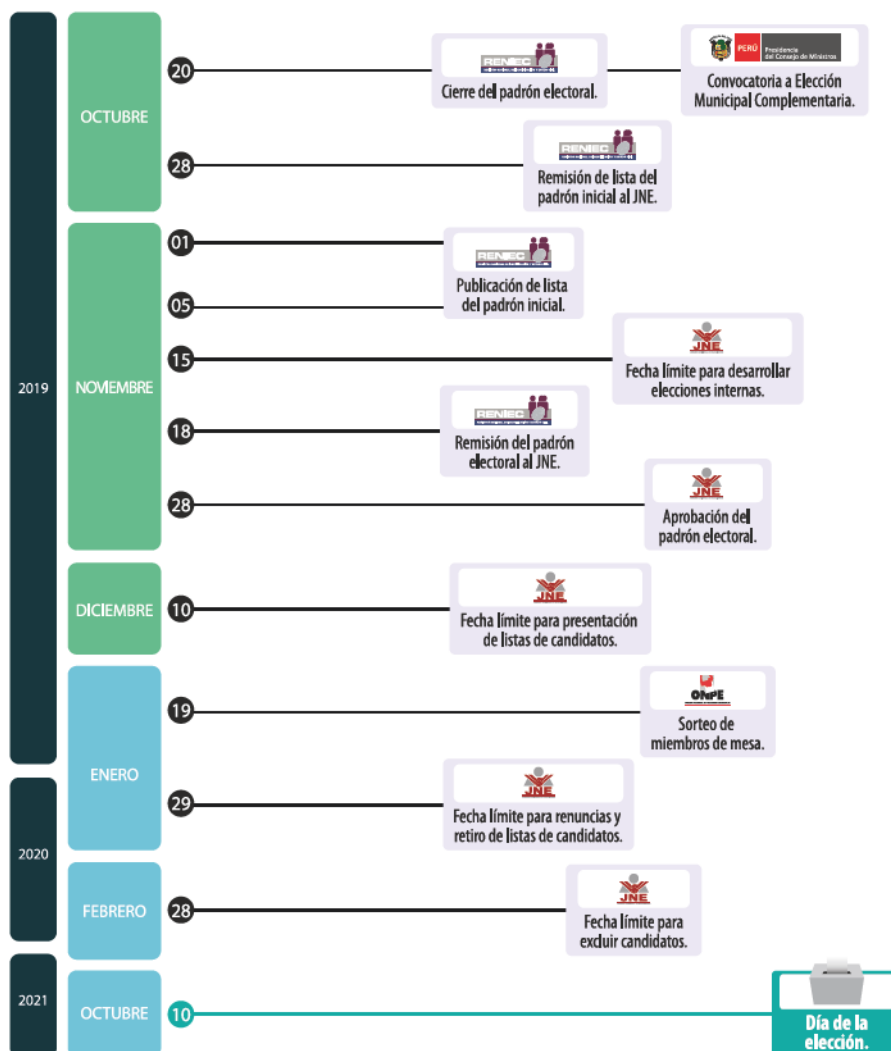 2019
OCTUBRE
20
RENIEC
Cierre del padrón electoral.
PERÚ
Presidencia
del Consejo de Ministros
Convocatoria a Elección
Municipal Complementaria.
28
RENIEC
Remisión de lista del
padrón inicial al JNE.
NOVIEMBRE
01
05
RENIEC
Publicación de lista
del padrón inicial.
15
JNE
Fecha límite para desarrollar
elecciones internas.
18
RENIEC
Remisión del padrón
electoral al JNE.
28
JNE
Aprobación del
padrón electoral.
DICIEMBRE
10
JNE
Fecha límite para presentación
de listas de candidatos.
2020
ENERO
19
ONPE
Sorteo de
miembros de mesa.
29
JNE
Fecha límite para renuncias y
retiro de listas de candidatos.
FEBRERO
28
JNE
Fecha límite para
excluir candidatos.
2021
OCTUBRE
10
Día de la
elección.